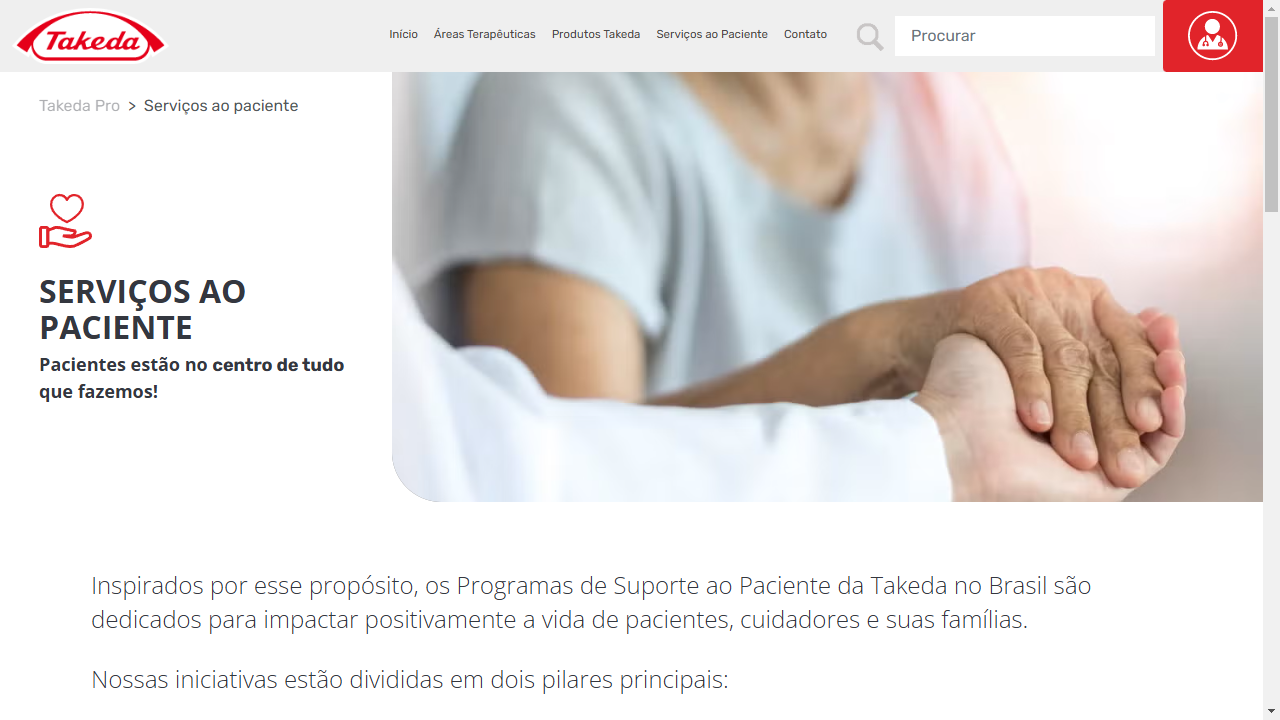 Takeda
Início
Áreas Terapêuticas
Produtos Takeda
Serviços ao Paciente
Contato
Procurar
Takeda Pro > Serviços ao paciente
SERVIÇOS AO
PACIENTE
Pacientes estão no centro de tudo
que fazemos!
Inspirados por esse propósito, os Programas de Suporte ao Paciente da Takeda no Brasil são
dedicados para impactar positivamente a vida de pacientes, cuidadores e suas famílias.
Nossas iniciativas estão divididas em dois pilares principais: